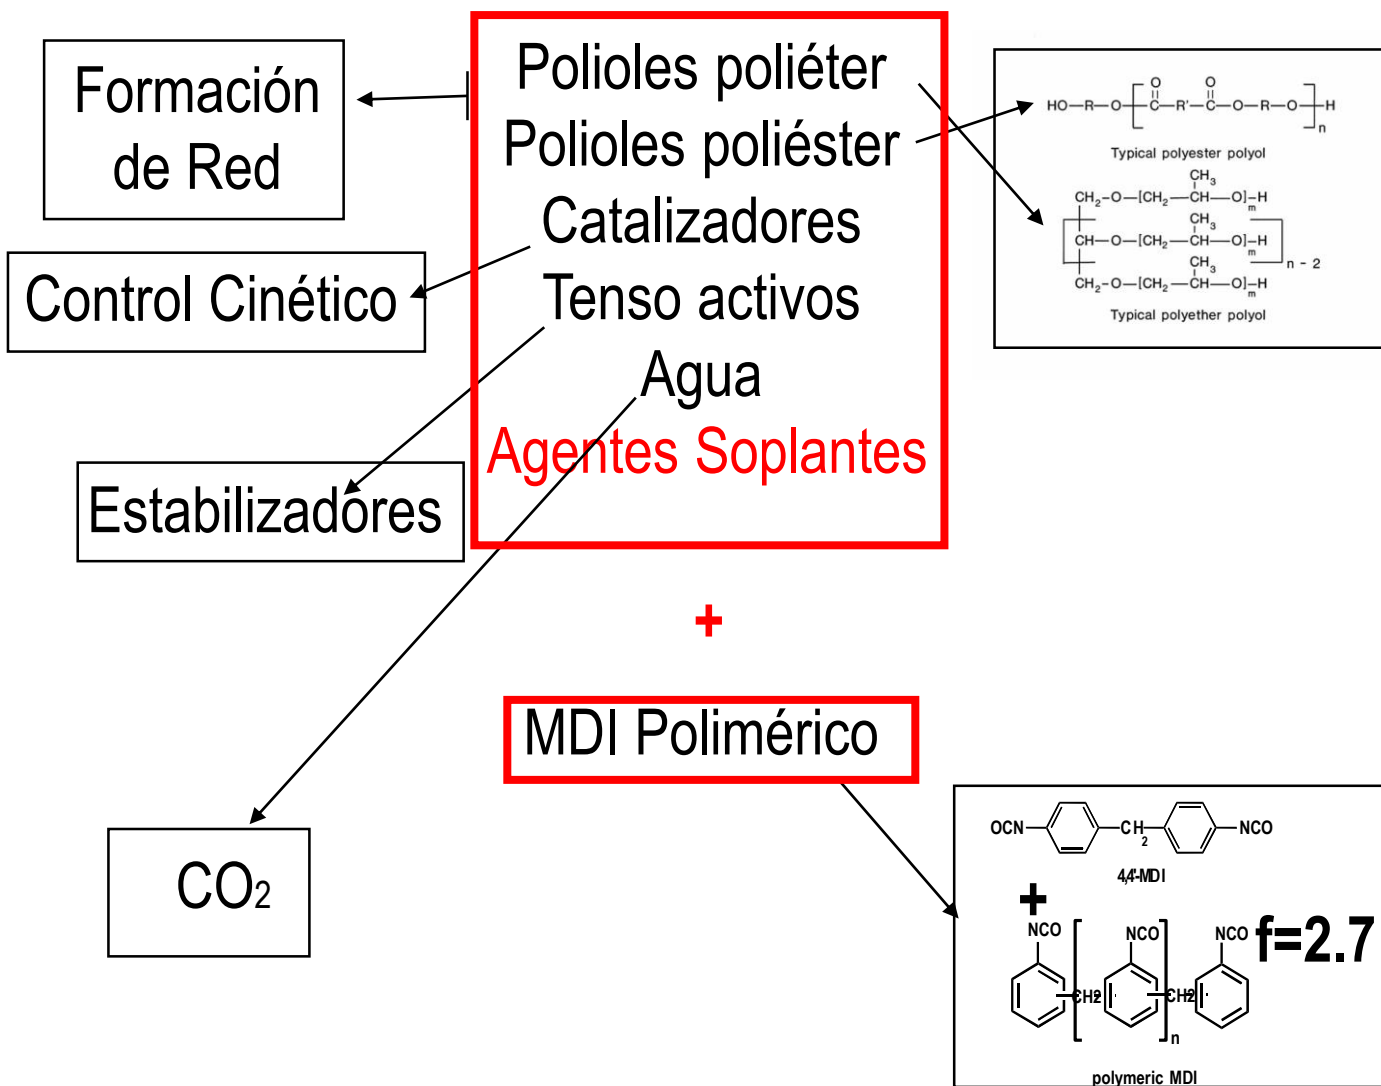 Formación
de Red
Control Cinético
Estabilizadores
CO2
Polioles poliéter
Polioles poliéster
Catalizadores
Tenso activos
Agua
Agentes Soplantes
+
MDI Polimérico
O O
HO—R—O—C—R'—C—O—R—O—H
n
Typical polyester polyol
CH3
CH2—O—[CH2—CH—O]m—H
CH3
CH—O—[CH2—CH—O]m—H
n - 2
CH3
CH2—O—[CH2—CH—O]m—H
Typical polyether polyol
OCN CH2 NCO
4,4'-MDI
+
NCO NCO NCO
f=2.7
CH2 CH2
n
polymeric MDI